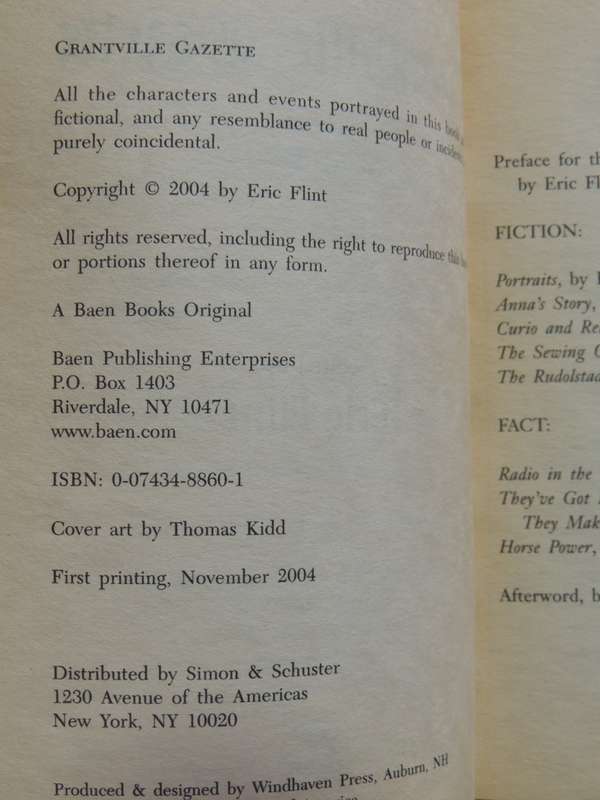 GRANTVILLE GAZETTE
All the characters and events portrayed in this book
fictional, and any resemblance to real people or
purely coincidental.
Copyright © 2004 by Eric Flint
All rights reserved, including the right to reproduce this
or portions thereof in any form.
A Baen Books Original
Baen Publishing Enterprises
P.O. Box 1403
Riverdale, NY 10471
www.baen.com
ISBN: 0-07434-8860-1
Cover art by Thomas Kidd
First printing, November 2004
Distributed by Simon & Schuster
1230 Avenue of the Americas
New York, NY 10020
Produced & designed by Windhaven Press, Auburn, NH
Preface for
by Eric
FICTION:
Portraits, by
Anna's Story,
Curio and
The Sewing
The
FACT:
Radio in the
They've Got
They
Horse Power,
Afterword,